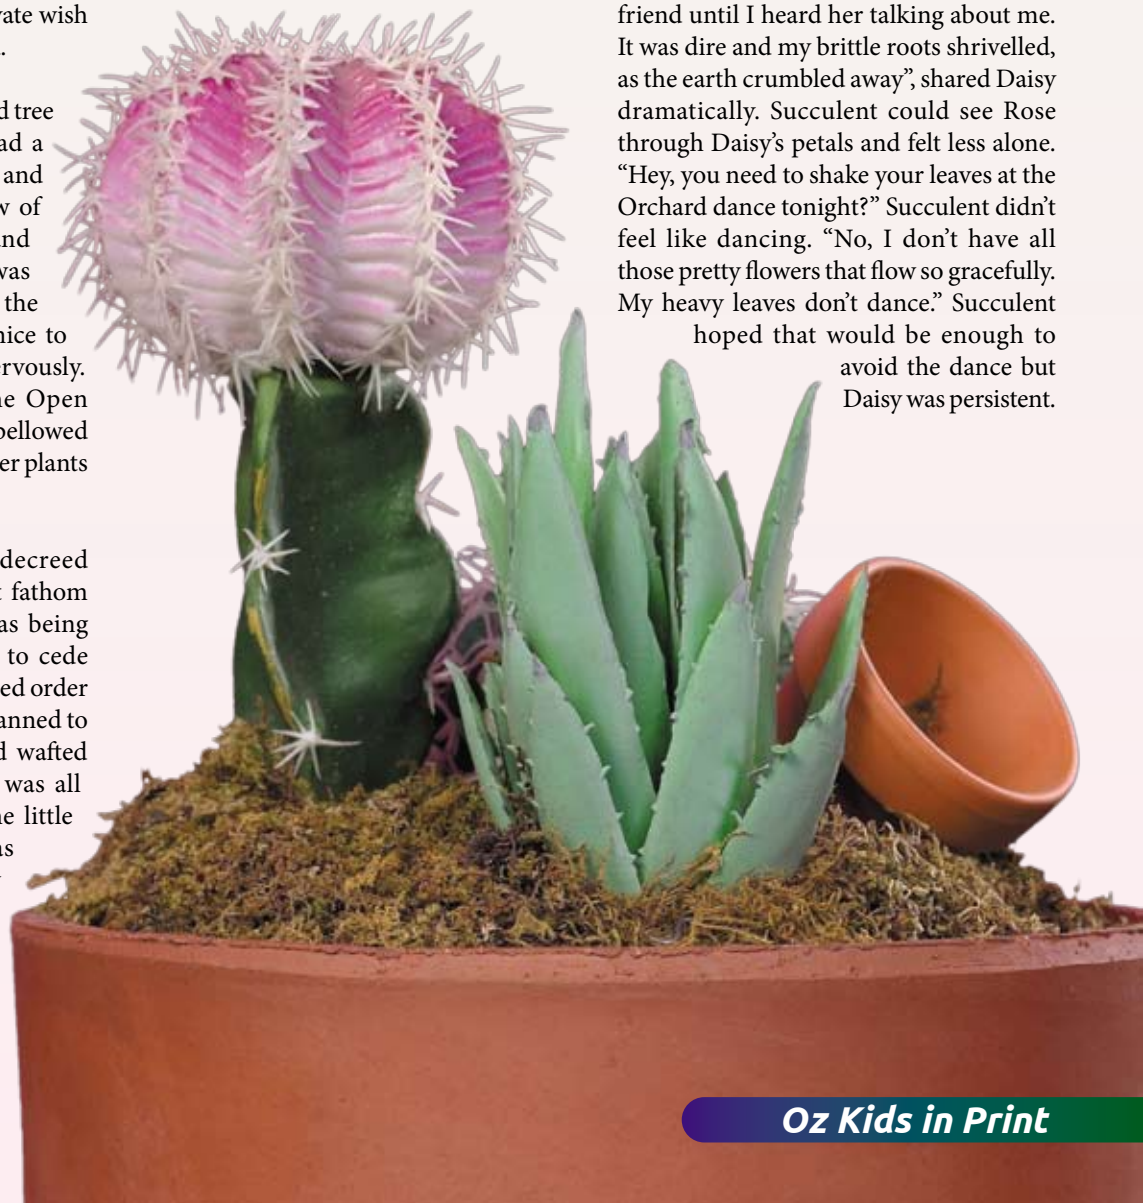 vate wish
d tree
ad a
and
w of
and
was
the
nice to
ervously.
he Open
bellowed
er plants
decreed
t fathom
as being
to cede
ed order
anned to
d wafted
was all
he little
as
friend until I heard her talking about me.
It was dire and my brittle roots shrivelled,
as the earth crumbled away”, shared Daisy
dramatically. Succulent could see Rose
through Daisy’s petals and felt less alone.
“Hey, you need to shake your leaves at the
Orchard dance tonight?” Succulent didn’t
feel like dancing. “No, I don’t have all
those pretty flowers that flow so gracefully.
My heavy leaves don’t dance.” Succulent
hoped that would be enough to
avoid the dance but
Daisy was persistent.
Oz Kids in Print